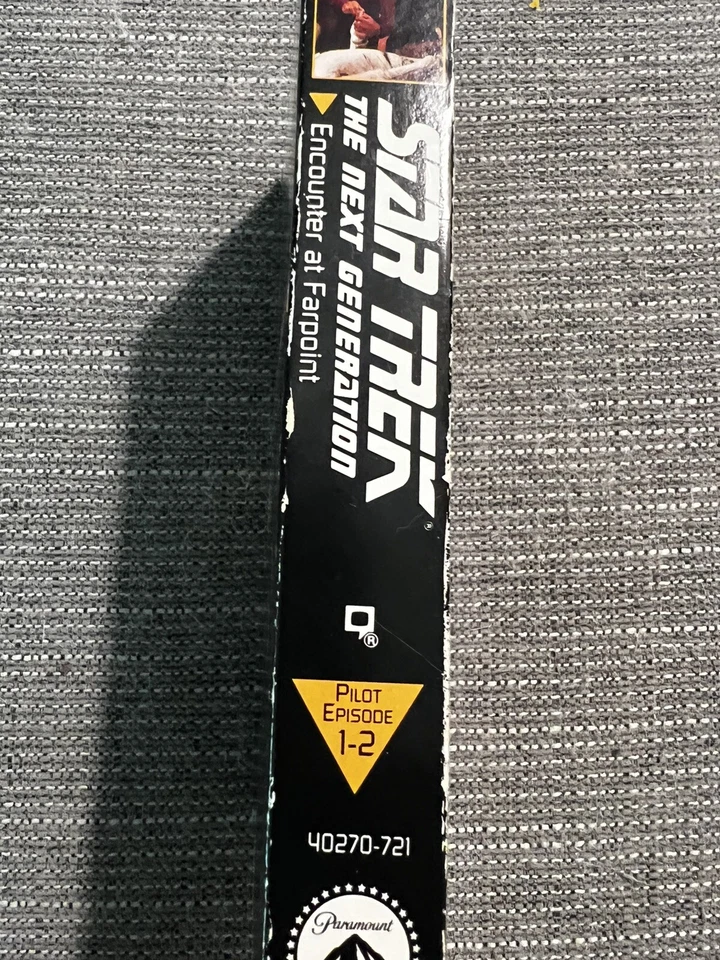 STAR TREK®
THE NEXT GENERATION
Encounter at Farpoint
®
PILOT
EPISODE
1-2
40270-721
Paramount